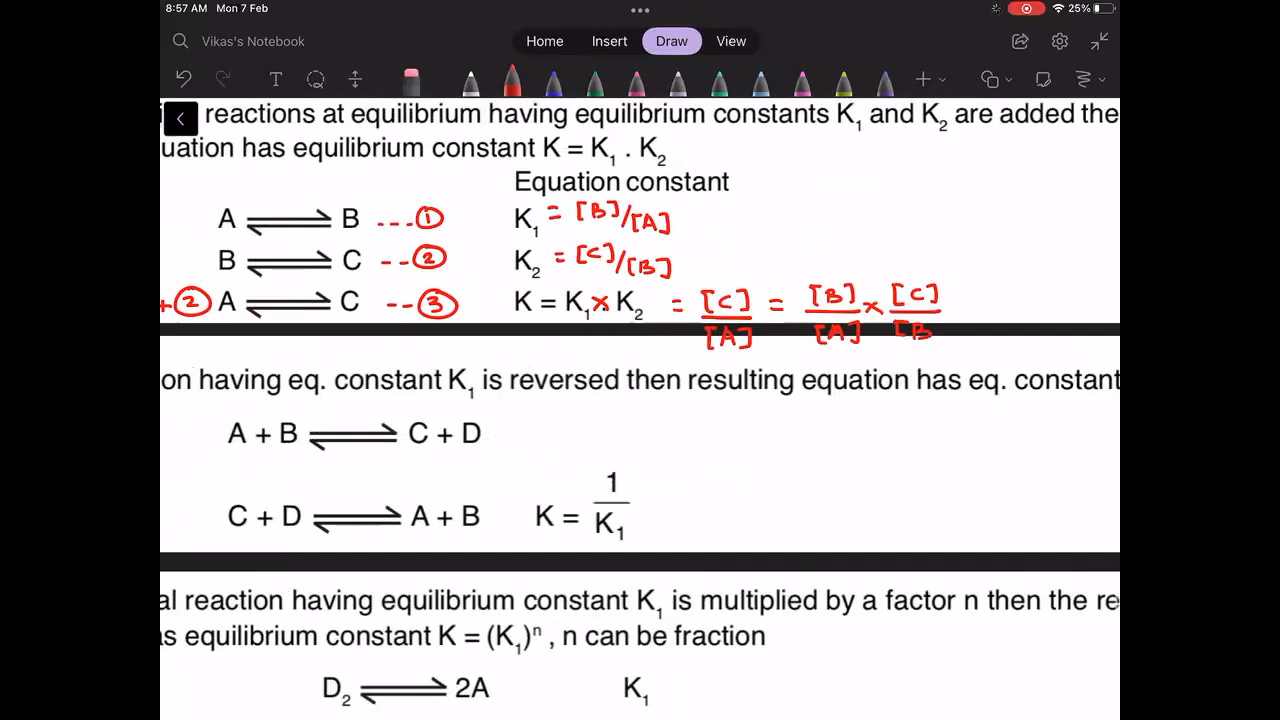 8:57 AM Mon 7 Feb
25%
Vikas's Notebook
Home Insert Draw View
reactions at equilibrium having equilibrium constants K₁ and K₂ are added the
uation has equilibrium constant K = K₁ . K₂
Equation constant
A ⇌ B ---① K₁ = [B]/[A]
B ⇌ C --② K₂ = [C]/[B]
+② A ⇌ C --③ K = K₁ × K₂ = [C]/[A] = [B]/[A] × [C]/[B
on having eq. constant K₁ is reversed then resulting equation has eq. constant
A + B ⇌ C + D
C + D ⇌ A + B K = 1/K₁
al reaction having equilibrium constant K₁ is multiplied by a factor n then the re
as equilibrium constant K = (K₁)ⁿ , n can be fraction
D₂ ⇌ 2A K₁